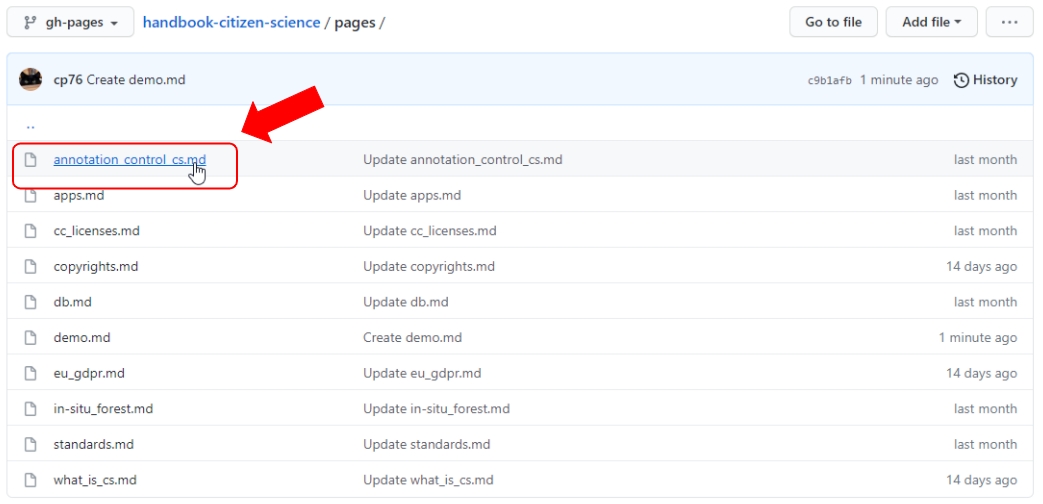 gh-pages handbook-citizen-science / pages / Go to file Add file ...
cp76 Create demo.md c9b1afb 1 minute ago History
..
annotation_control_cs.md Update annotation_control_cs.md last month
apps.md Update apps.md last month
cc_licenses.md Update cc_licenses.md last month
copyrights.md Update copyrights.md 14 days ago
db.md Update db.md last month
demo.md Create demo.md 1 minute ago
eu_gdpr.md Update eu_gdpr.md 14 days ago
in-situ_forest.md Update in-situ_forest.md last month
standards.md Update standards.md last month
what_is_cs.md Update what_is_cs.md 14 days ago